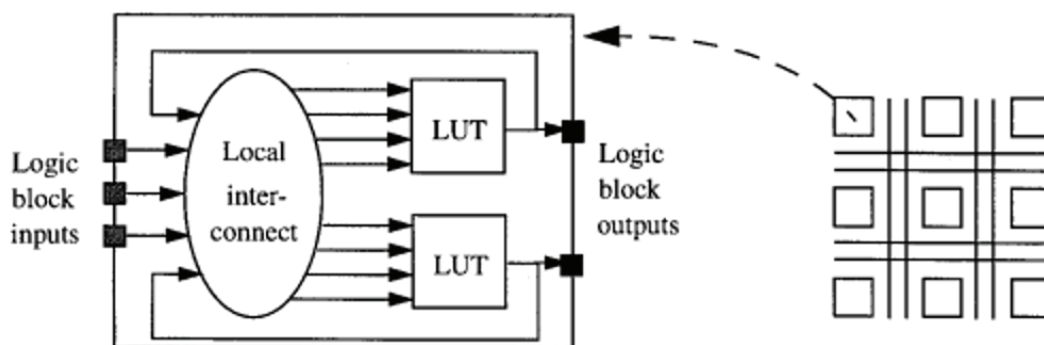 Logic
block
inputs
Local
inter-
connect
LUT
LUT
Logic
block
outputs